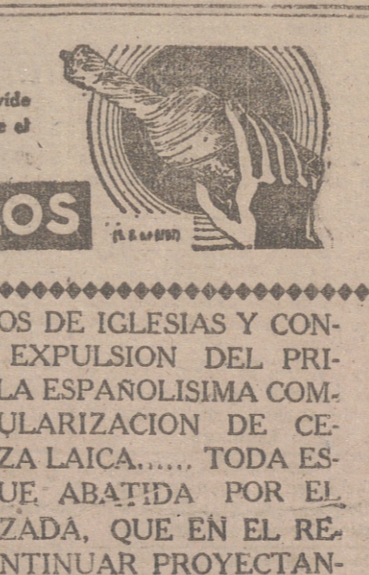 vide
e el
OS
OS DE IGLESIAS Y CON-
EXPULSION DEL PRI-
LA ESPAÑOLISIMA COM-
ULARIZACION DE CE-
ZA LAICA...... TODA ES-
UE ABATIDA POR EL
ZADA, QUE EN EL RE-
NTINUAR PROYECTAN-